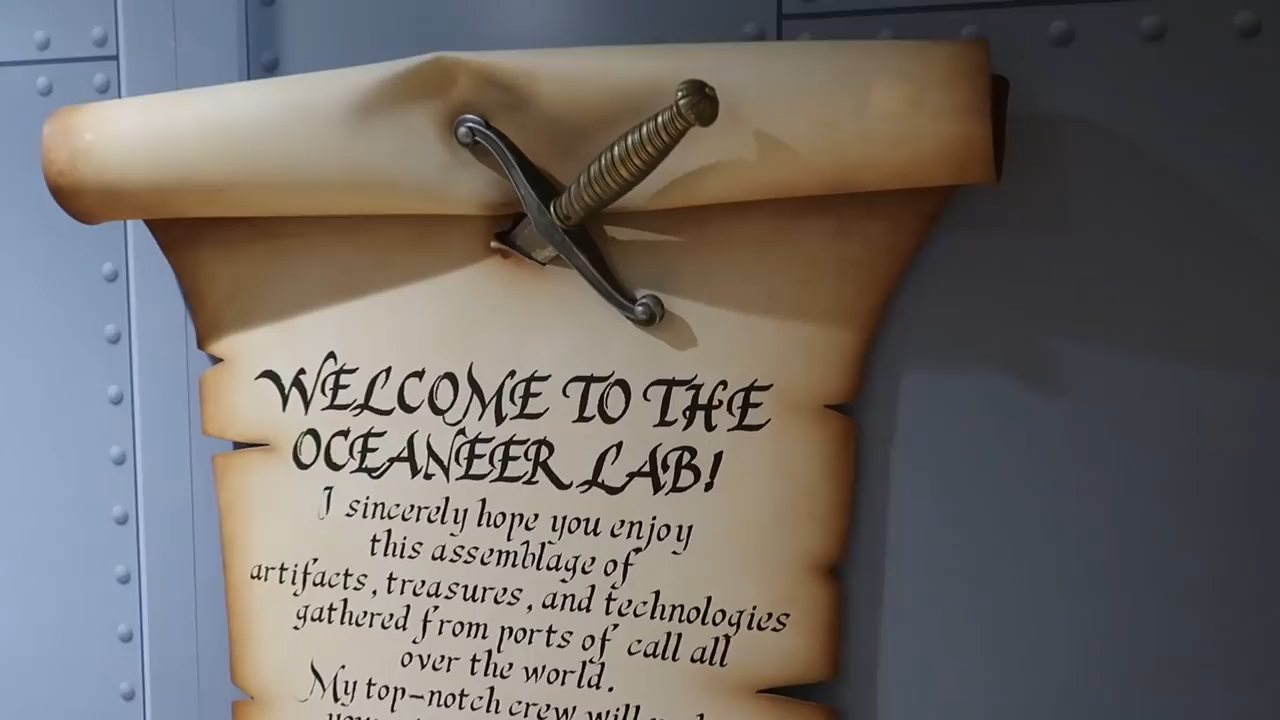 WELCOME TO THE
OCEANEER LAB!
I sincerely hope you enjoy
this assemblage of
artifacts, treasures, and technologies
gathered from ports of call all
over the world.
My top-notch crew will